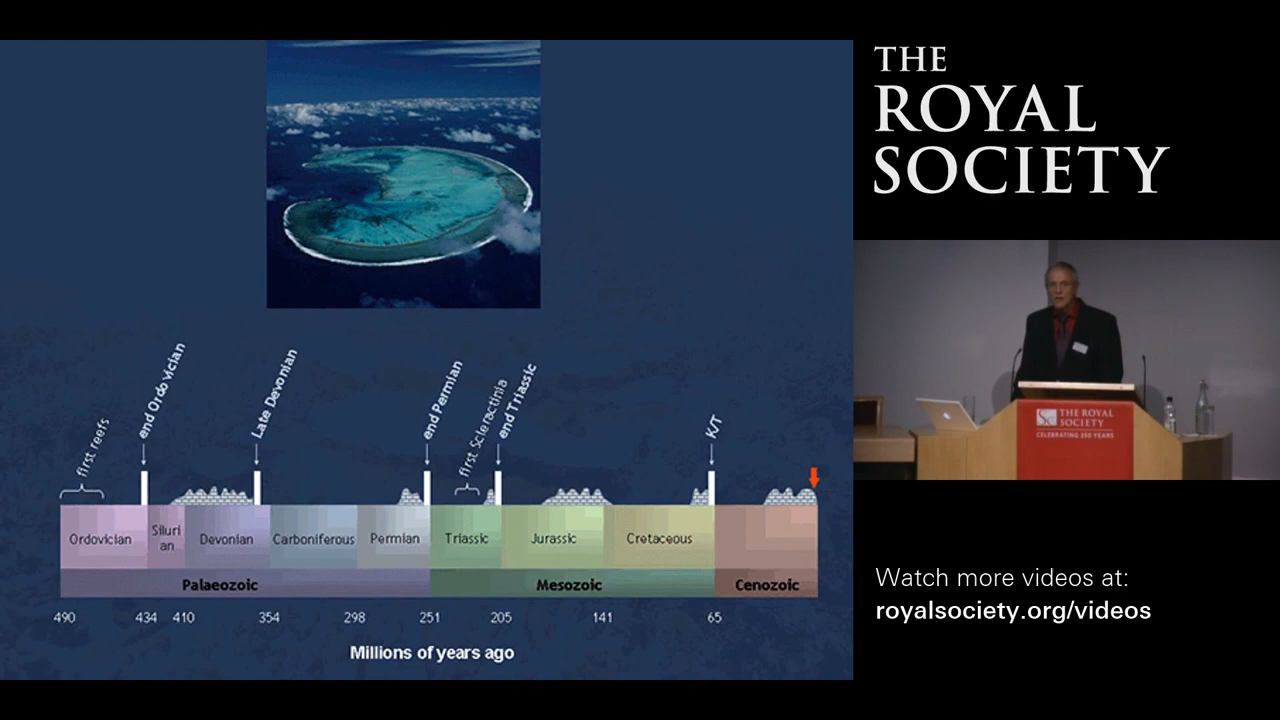 THE
ROYAL
SOCIETY
first reefs
end Ordovician
Late Devonian
end Permian
first Scleractinia
end Triassic
K/T
Ordovician
Siluri
an
Devonian
Carboniferous
Permian
Triassic
Jurassic
Cretaceous
Palaeozoic
Mesozoic
Cenozoic
490 434 410 354 298 251 205 141 65
Millions of years ago
THE ROYAL
SOCIETY
CELEBRATING 350 YEARS
Watch more videos at:
royalsociety.org/videos